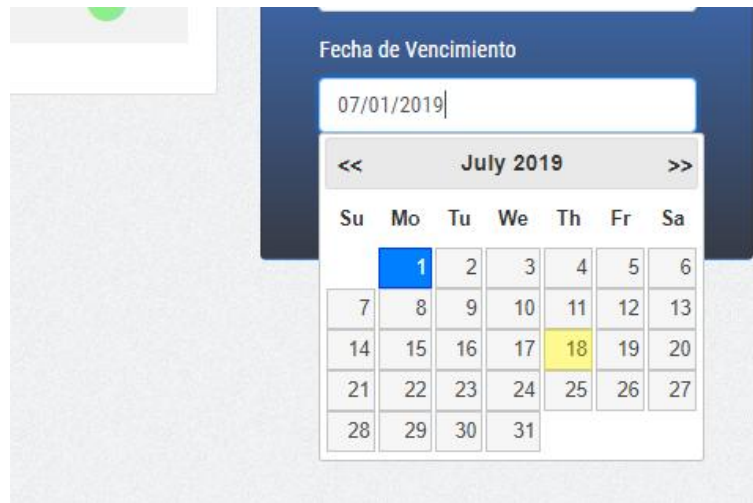 Fecha de Vencimiento
07/01/2019
<< July 2019 >>
Su Mo Tu We Th Fr Sa
1 2 3 4 5 6
7 8 9 10 11 12 13
14 15 16 17 18 19 20
21 22 23 24 25 26 27
28 29 30 31